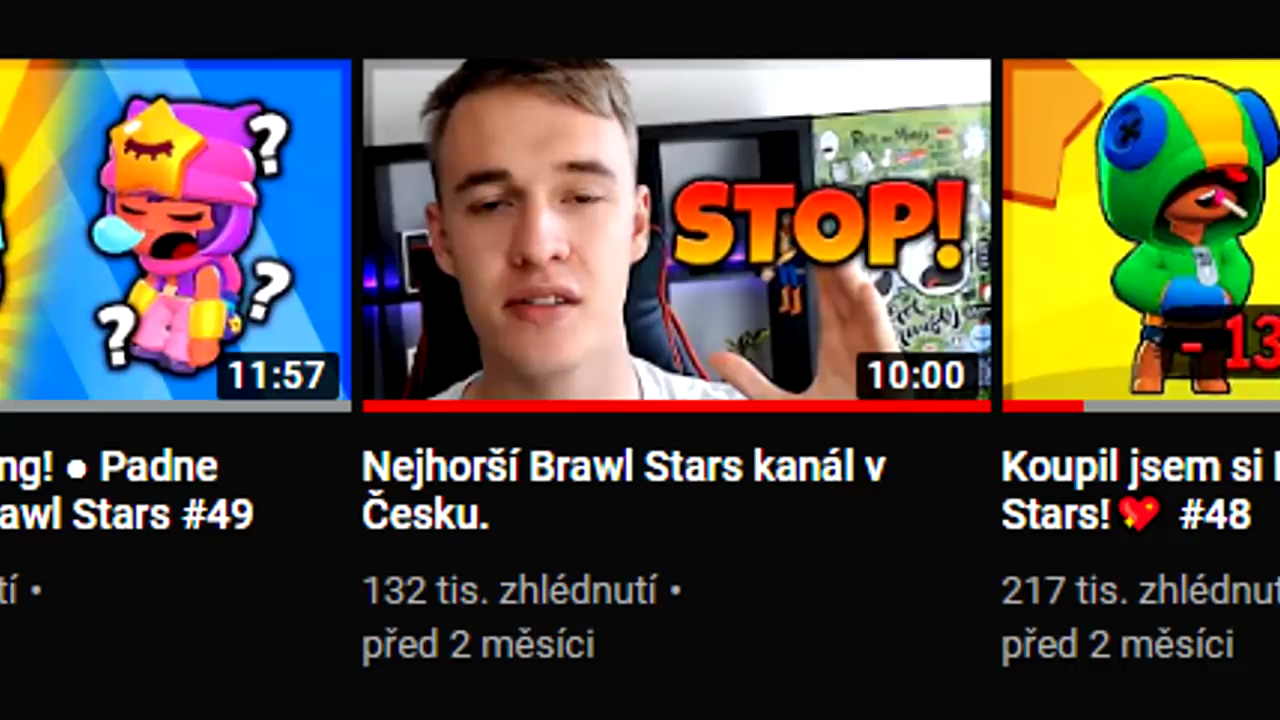 ?
?
?
11:57
ng! ● Padne
awl Stars #49
tí •
STOP!
10:00
Nejhorší Brawl Stars kanál v
Česku.
132 tis. zhlédnutí •
před 2 měsíci
- 13
Koupil jsem si
Stars!💖 #48
217 tis. zhlédnut
před 2 měsíci